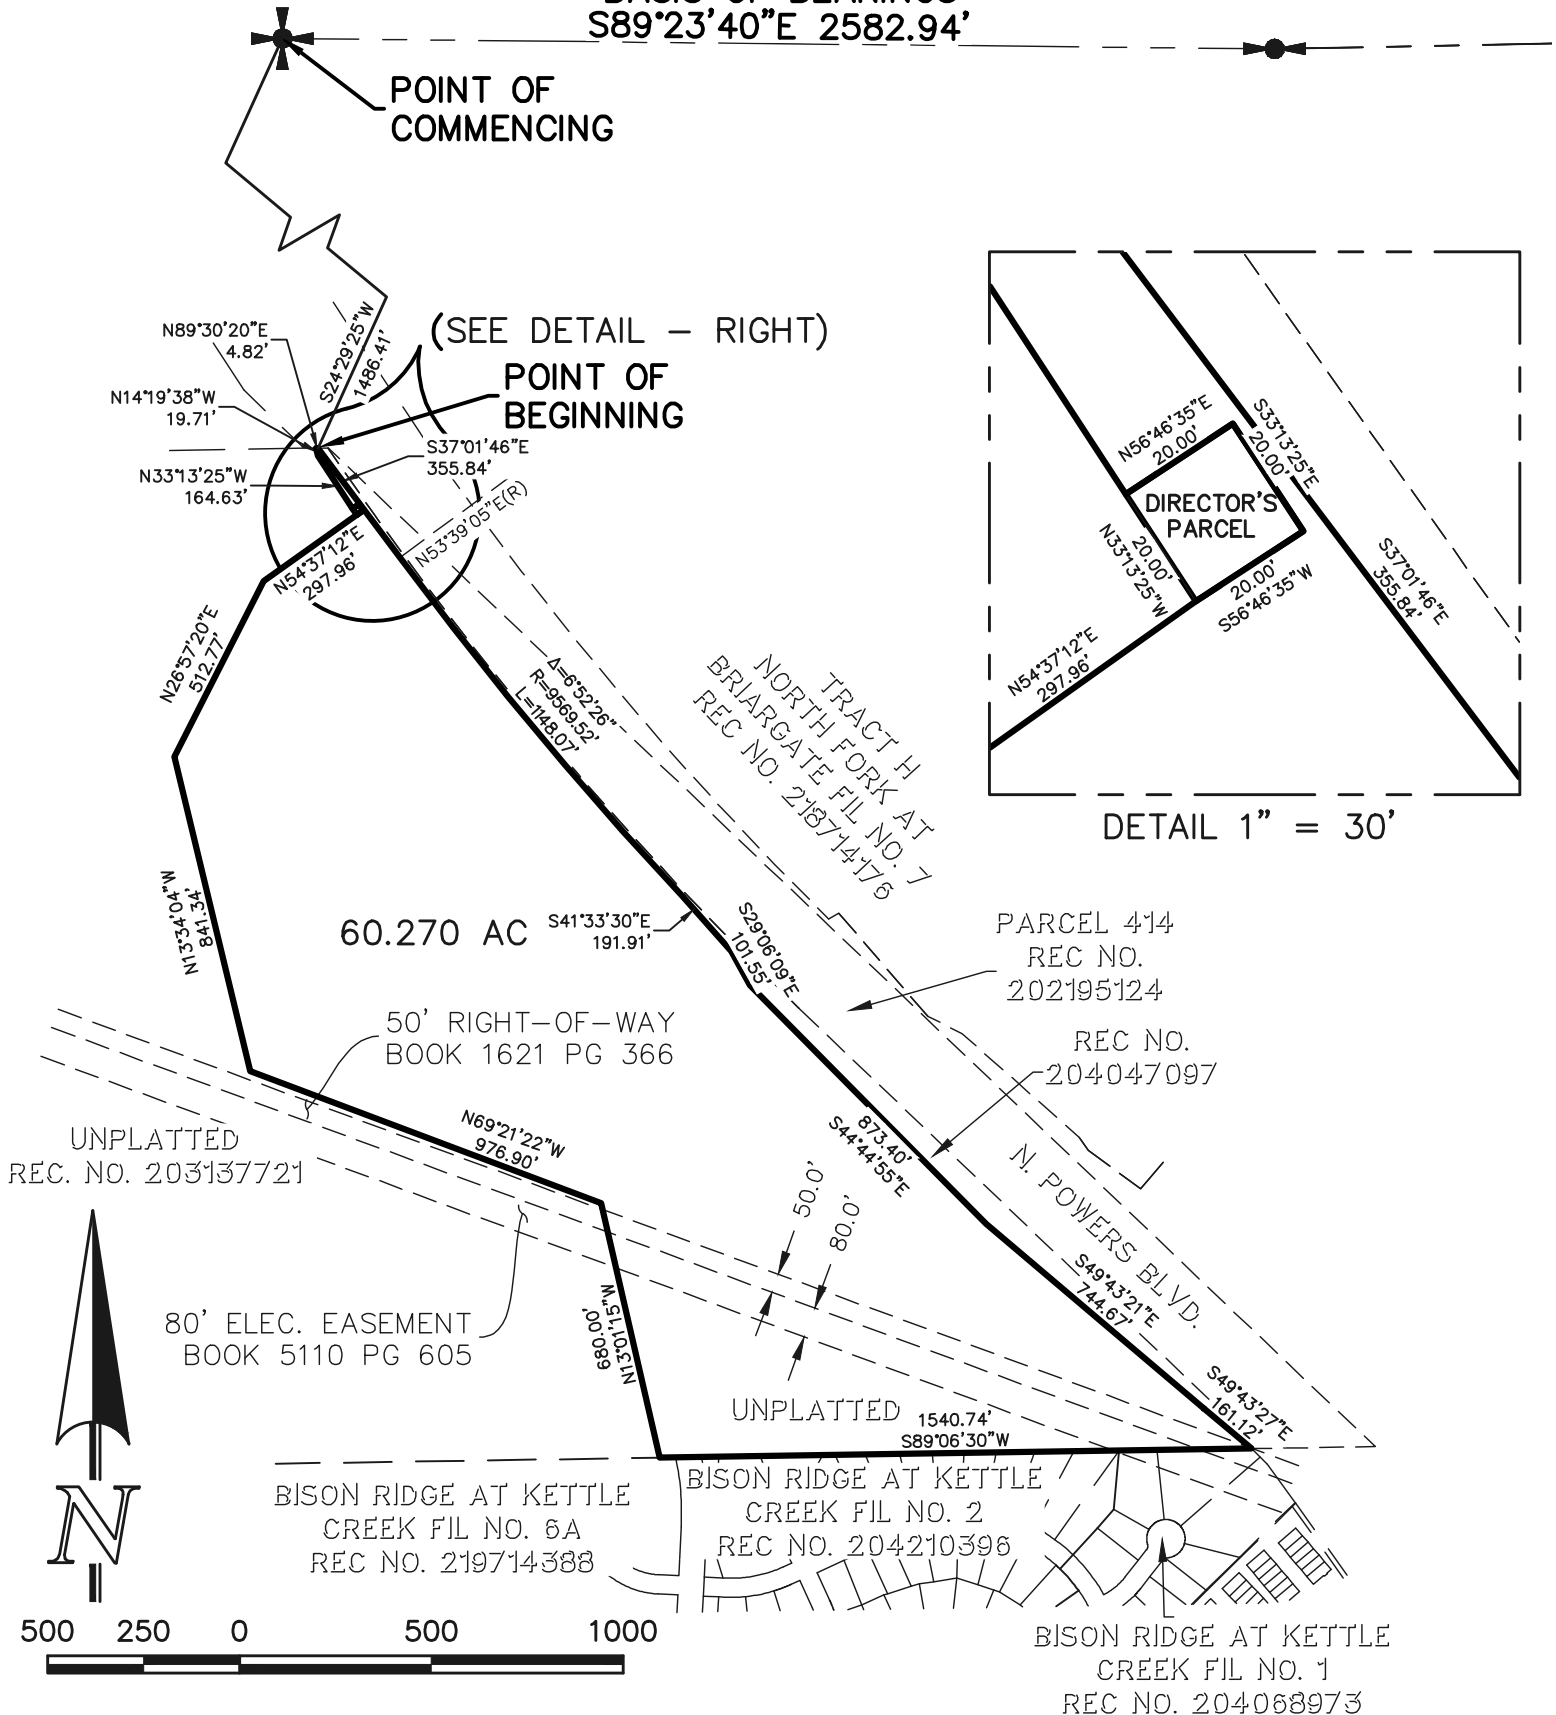 S89°23'40"E 2582.94'
POINT OF
COMMENCING
(SEE DETAIL – RIGHT)
POINT OF
BEGINNING
N89°30'20"E
4.82'
S24°29'25"W
1486.41'
N14°19'38"W
19.71'
N33°13'25"W
164.63'
S37°01'46"E
355.84'
N53°39'05"E(R)
N54°37'12"E
297.96'
N26°57'20"E
512.77'
Δ=6°52'26"
R=9569.52'
L=1148.07'
TRACT H
NORTH FORK AT
BRIARGATE FIL NO. 7
REC NO. 218714176
N56°46'35"E
20.00'
S33°13'25"E
20.00'
DIRECTOR'S
PARCEL
20.00'
N33°13'25"W
20.00'
S56°46'35"W
S37°01'46"E
355.84'
N54°37'12"E
297.96'
DETAIL 1" = 30'
N13°34'04"W
841.34'
60.270 AC
S41°33'30"E
191.91'
S29°06'09"E
101.55'
PARCEL 414
REC NO.
202195124
50' RIGHT-OF-WAY
BOOK 1621 PG 366
REC NO.
204047097
UNPLATTED
REC. NO. 203137721
N69°21'22"W
976.90'
873.40'
S44°44'55"E
50.0'
80.0'
N. POWERS BLVD.
S49°43'21"E
744.67'
80' ELEC. EASEMENT
BOOK 5110 PG 605
N13°01'15"W
680.00'
UNPLATTED
1540.74'
S89°06'30"W
S49°43'27"E
161.12'
BISON RIDGE AT KETTLE
CREEK FIL NO. 6A
REC NO. 219714388
BISON RIDGE AT KETTLE
CREEK FIL NO. 2
REC NO. 204210396
N
500 250 0 500 1000
BISON RIDGE AT KETTLE
CREEK FIL NO. 1
REC NO. 204068973